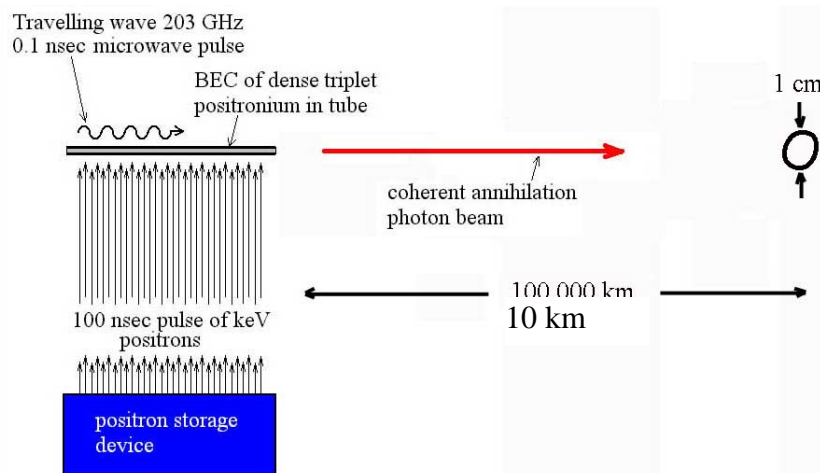 Travelling wave 203 GHz
0.1 nsec microwave pulse
BEC of dense triplet
positronium in tube
1 cm
coherent annihilation
photon beam
100 000 km
10 km
100 nsec pulse of keV
positrons
positron storage
device